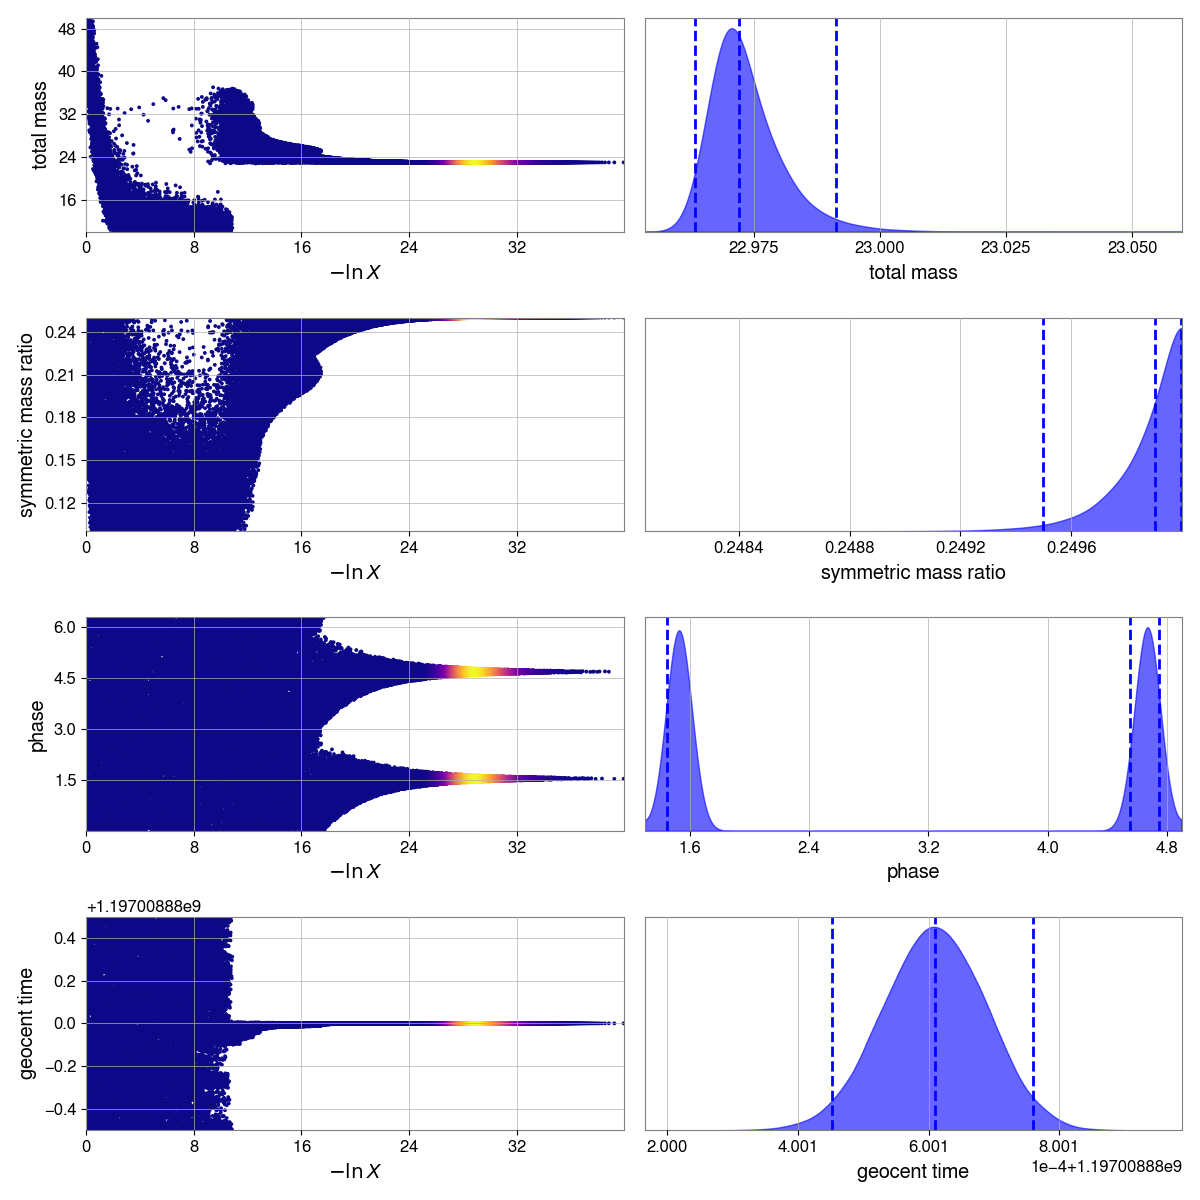 48
40
32
24
16
total mass
0 8 16 24 32
−ln X
22.975 23.000 23.025 23.050
total mass
0.24
0.21
0.18
0.15
0.12
symmetric mass ratio
0 8 16 24 32
−ln X
0.2484 0.2488 0.2492 0.2496
symmetric mass ratio
6.0
4.5
3.0
1.5
phase
0 8 16 24 32
−ln X
1.6 2.4 3.2 4.0 4.8
phase
+1.19700888e9
0.4
0.2
0.0
−0.2
−0.4
geocent time
0 8 16 24 32
−ln X
2.000 4.001 6.001 8.001
1e−4+1.19700888e9
geocent time